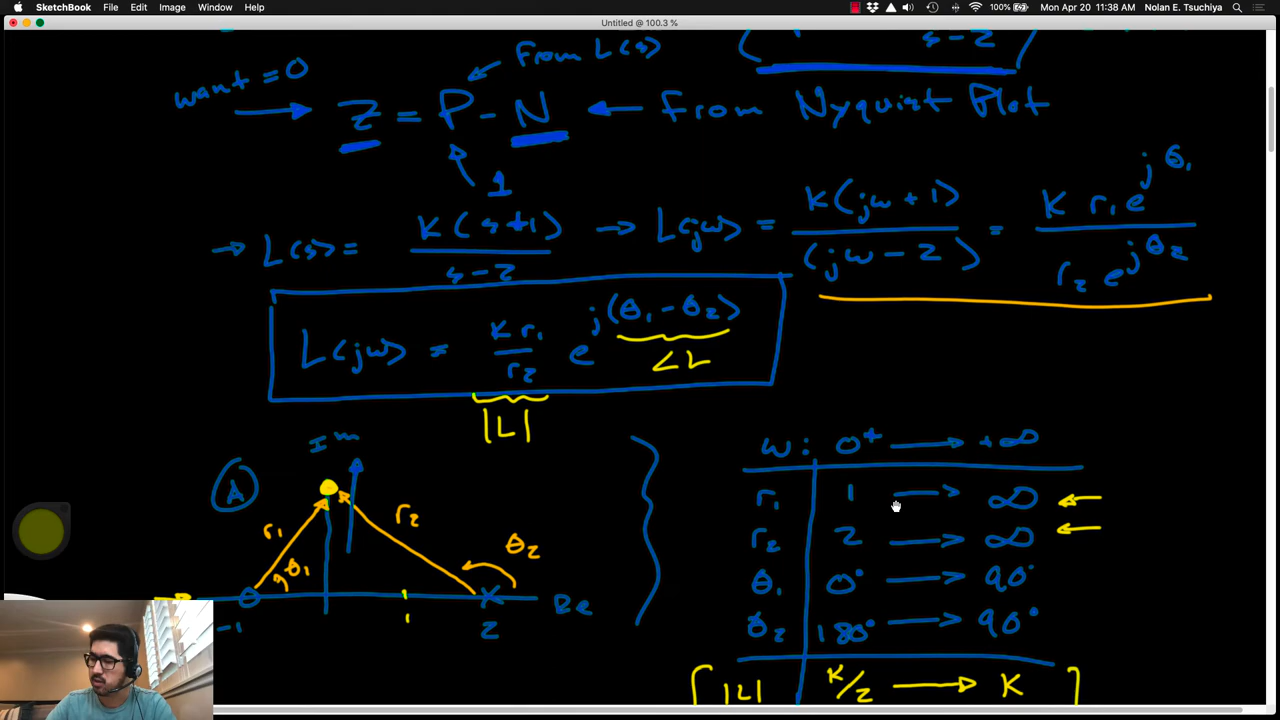 SketchBook File Edit Image Window Help 100% Mon Apr 20 11:38 AM Nolan E. Tsuchiya
Untitled @ 100.3 %
s-2
from L(s)
want = 0
Z = P - N ← from Nyquist Plot
1
→ L(s) = K(s+1) / s-2 → L(jω) = K(jω+1) / (jω-2) = K r₁ e^jθ₁ / r₂ e^jθ₂
L(jω) = K r₁ / r₂ e^j(θ₁-θ₂)
∠L
|L|
Im
A
r₁ r₂ θ₁ θ₂
-1 1 2 Re
ω: 0⁺ → +∞
r₁ 1 → ∞ ←
r₂ 2 → ∞ ←
θ₁ 0° → 90°
θ₂ 180° → 90°
|L| K/2 → K